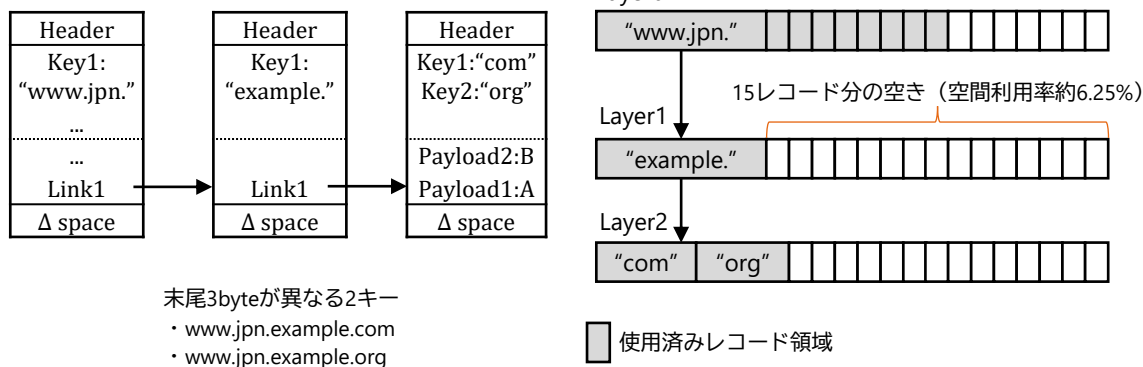 Header
Key1:
“www.jpn.”
...
...
Link1
Δ space
Header
Key1:
“example.”
Link1
Δ space
Header
Key1:“com”
Key2:“org”
Payload2:B
Payload1:A
Δ space
末尾3byteが異なる2キー
・www.jpn.example.com
・www.jpn.example.org
“www.jpn.”
15レコード分の空き（空間利用率約6.25%）
Layer1
“example.”
Layer2
“com”
“org”
使用済みレコード領域